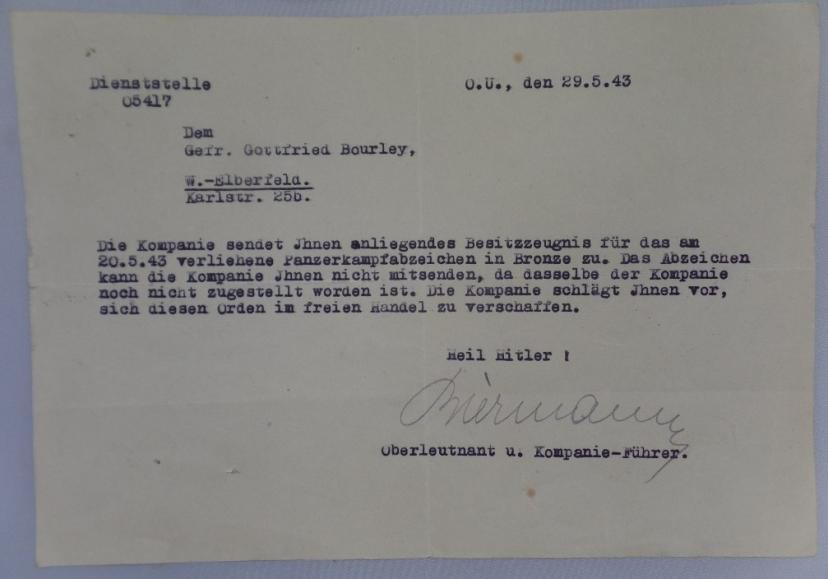 Dienststelle
05417
O.U., den 29.5.43
Dem
Gefr. Gottfried Bourley,
W.-Elberfeld.
Karlstr. 25b.
Die Kompanie sendet Jhnen anliegendes Besitzzeugnis für das am
20.5.43 verliehene Panzerkampfabzeichen in Bronze zu. Das Abzeichen
kann die Kompanie Jhnen nicht mitsenden, da dasselbe der Kompanie
noch nicht zugestellt worden ist. Die Kompanie schlägt Jhnen vor,
sich diesen Orden im freien Handel zu verschaffen.
Heil Hitler !
Biermann
Oberleutnant u. Kompanie-Führer.